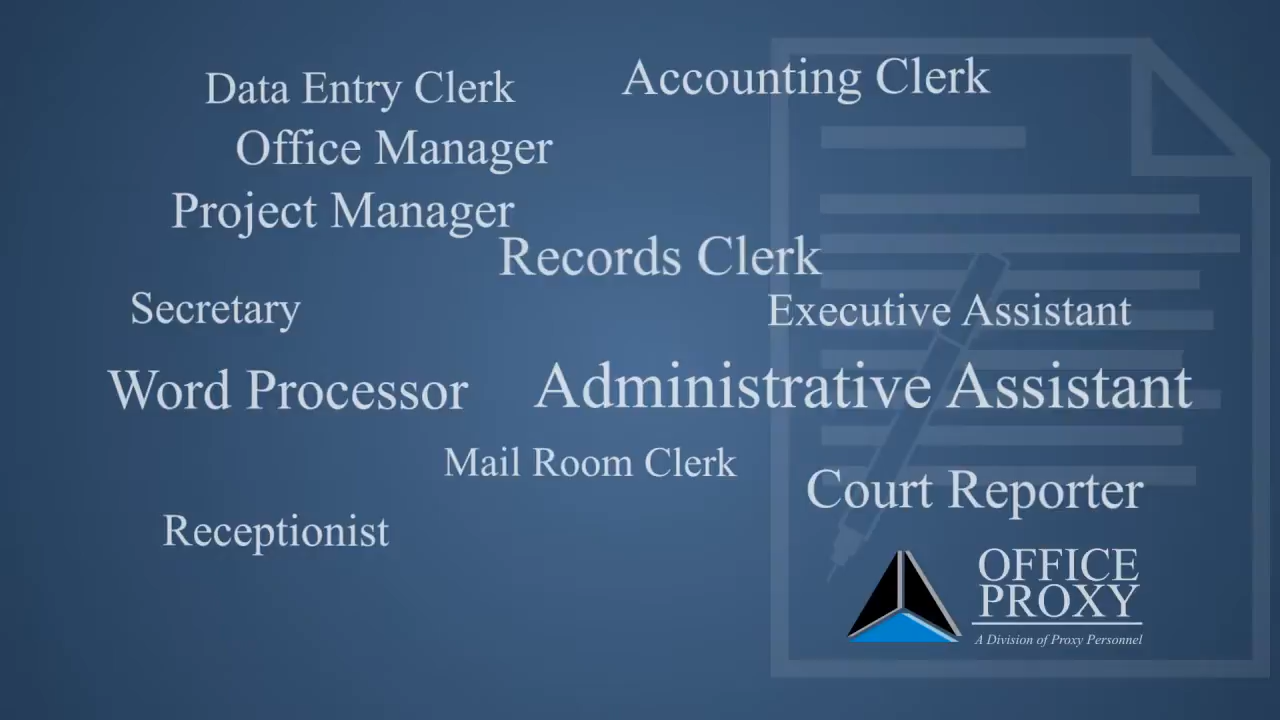 Data Entry Clerk
Accounting Clerk
Office Manager
Project Manager
Records Clerk
Secretary
Executive Assistant
Word Processor
Administrative Assistant
Mail Room Clerk
Court Reporter
Receptionist
OFFICE
PROXY
A Division of Proxy Personnel